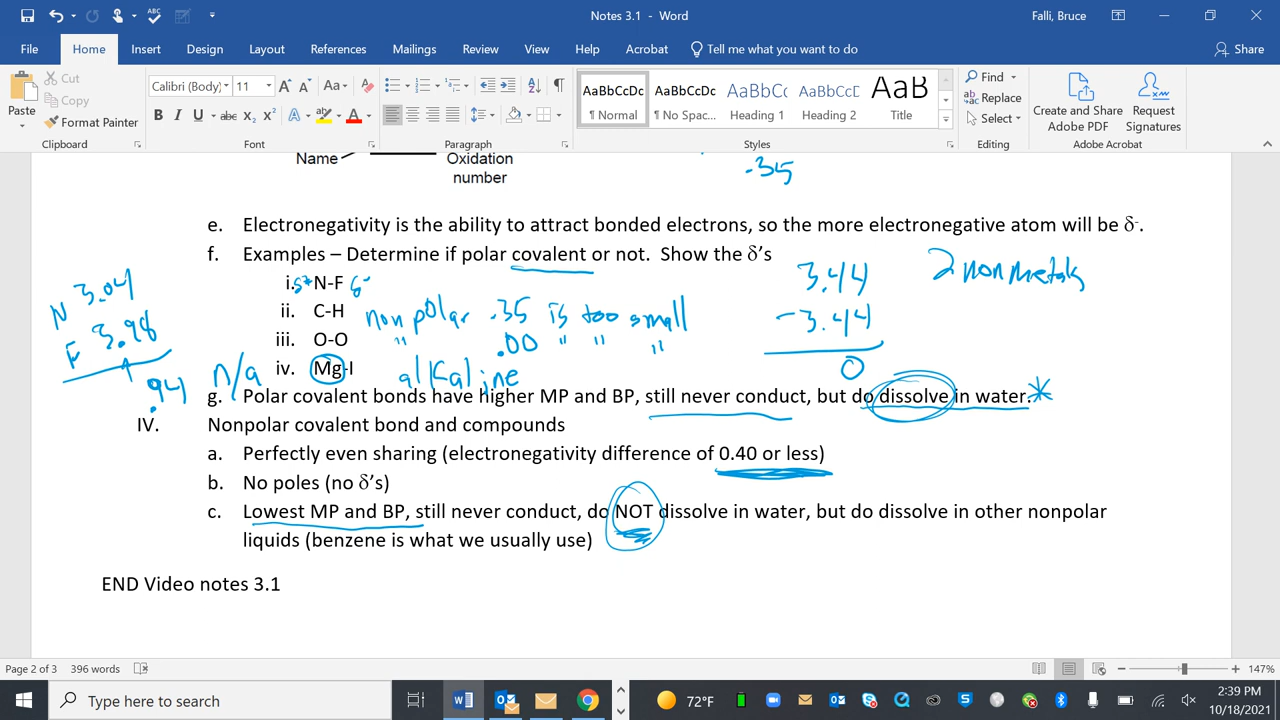 Notes 3.1 - Word
Falli, Bruce
File Home Insert Design Layout References Mailings Review View Help Acrobat Tell me what you want to do Share
Cut
Copy
Format Painter
Paste
Calibri (Body) 11
AaBbCcDc AaBbCcDc AaBbCc AaBbCcD AaB
¶ Normal ¶ No Spac... Heading 1 Heading 2 Title
Find
Replace
Select
Create and Share Adobe PDF
Request Signatures
Clipboard Font Paragraph Styles Editing Adobe Acrobat
Name Oxidation number
.35
e. Electronegativity is the ability to attract bonded electrons, so the more electronegative atom will be δ-.
f. Examples – Determine if polar covalent or not. Show the δ's
i. δ+ N-F δ-
ii. C-H nonpolar .35 is too small
iii. O-O " .00 " " "
iv. Mg-I alkaline
n/a
N 3.04
F 3.98
.94
3.44
-3.44
0
2 nonmetals
g. Polar covalent bonds have higher MP and BP, still never conduct, but do dissolve in water. *
IV. Nonpolar covalent bond and compounds
a. Perfectly even sharing (electronegativity difference of 0.40 or less)
b. No poles (no δ's)
c. Lowest MP and BP, still never conduct, do NOT dissolve in water, but do dissolve in other nonpolar
liquids (benzene is what we usually use)
END Video notes 3.1
Page 2 of 3 396 words 147%
Type here to search 72°F 2:39 PM
10/18/2021